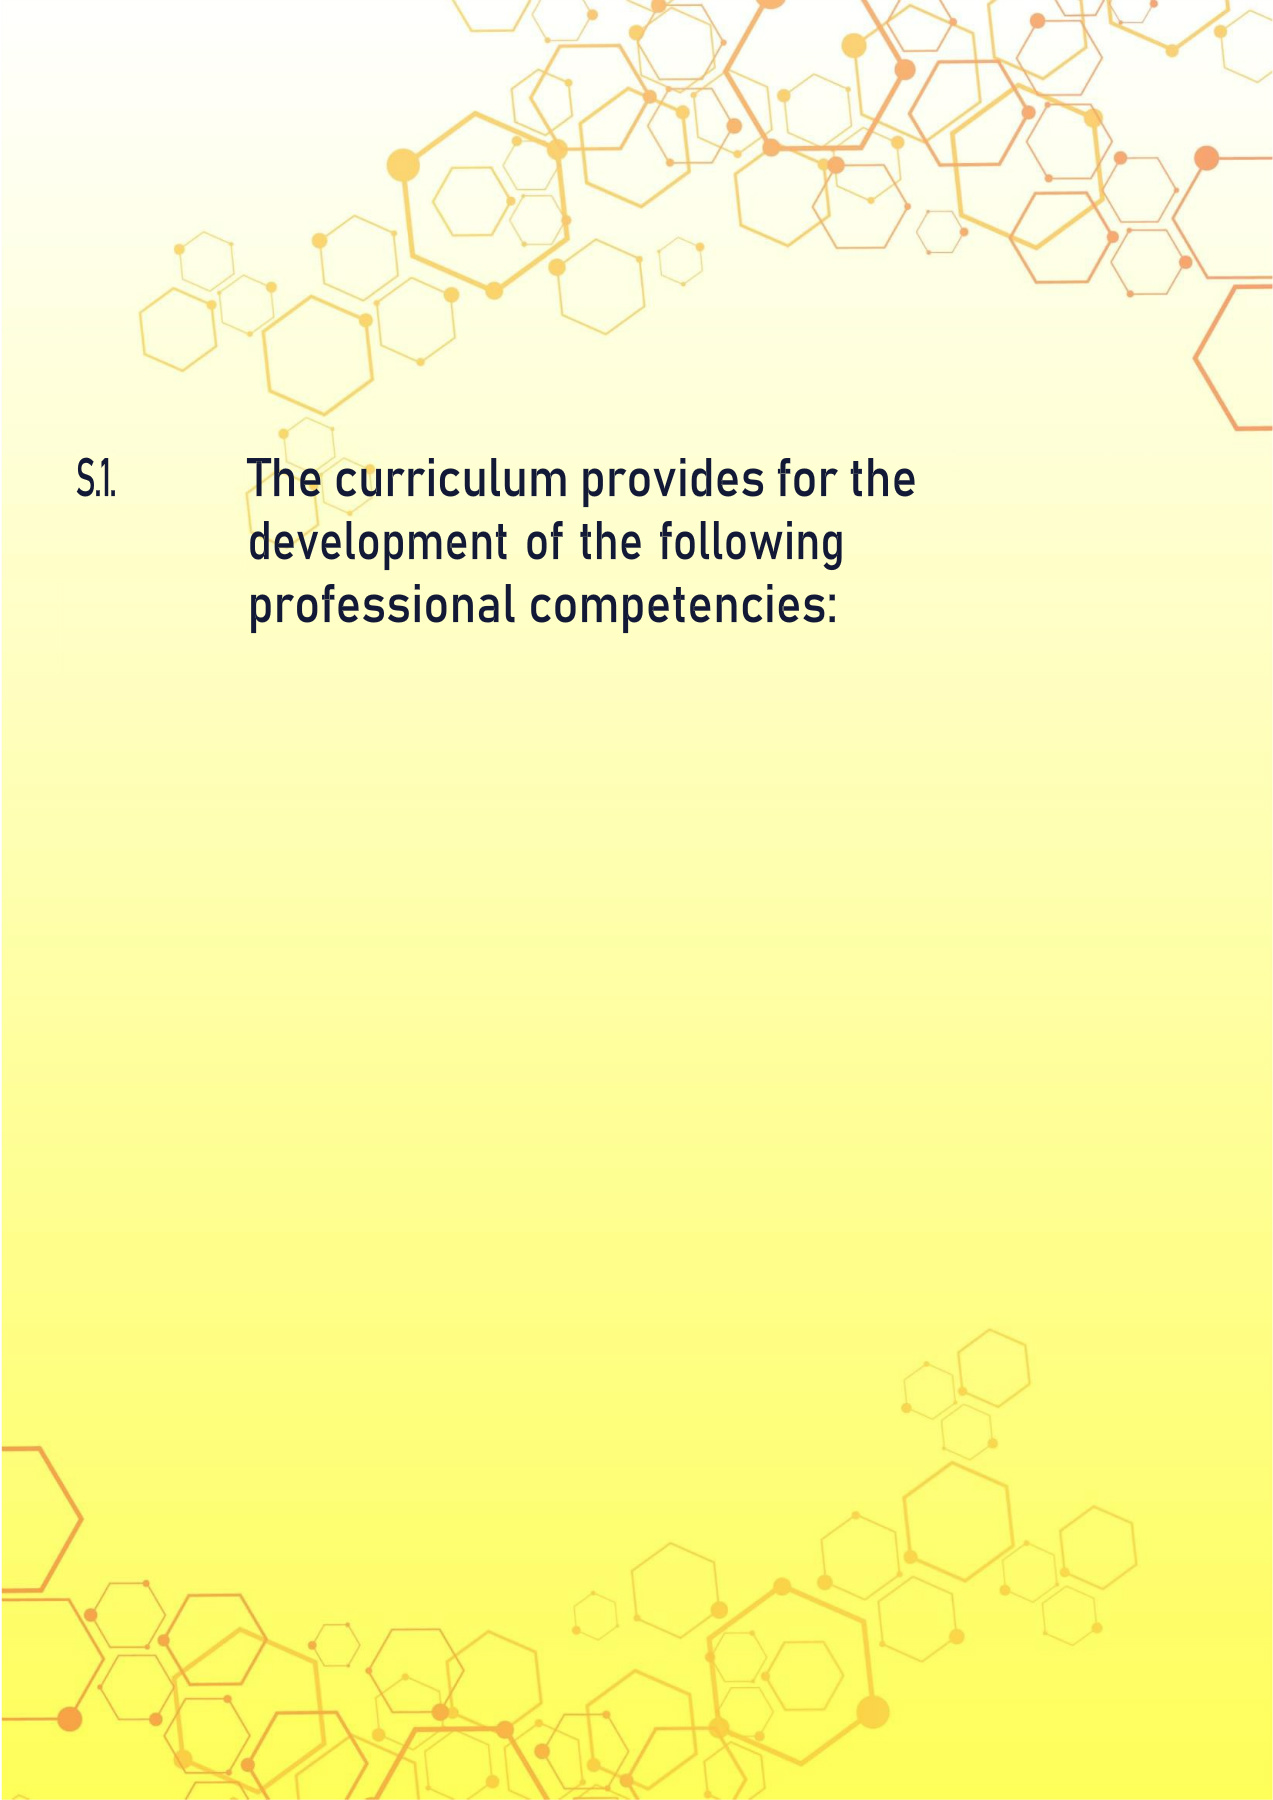 S.1. The curriculum provides for the
development of the following
professional competencies: